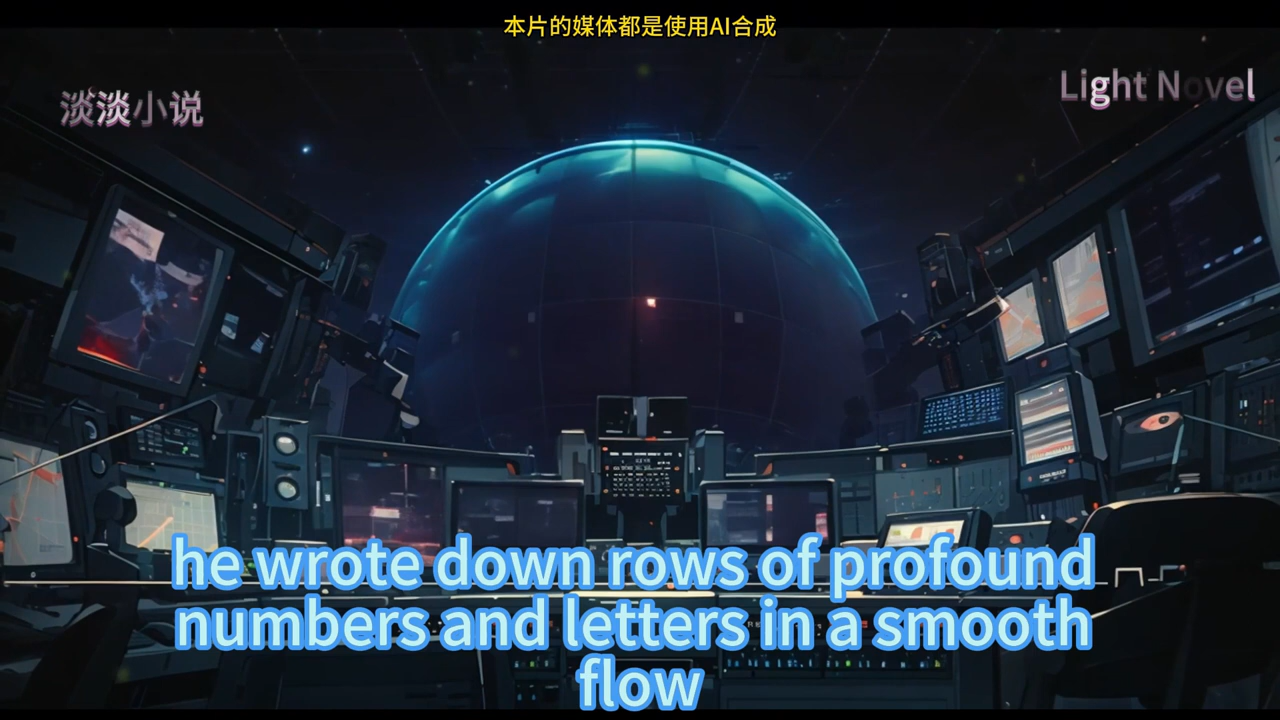 本片的媒体都是使用AI合成
淡淡小说
Light Novel
he wrote down rows of profound
numbers and letters in a smooth
flow